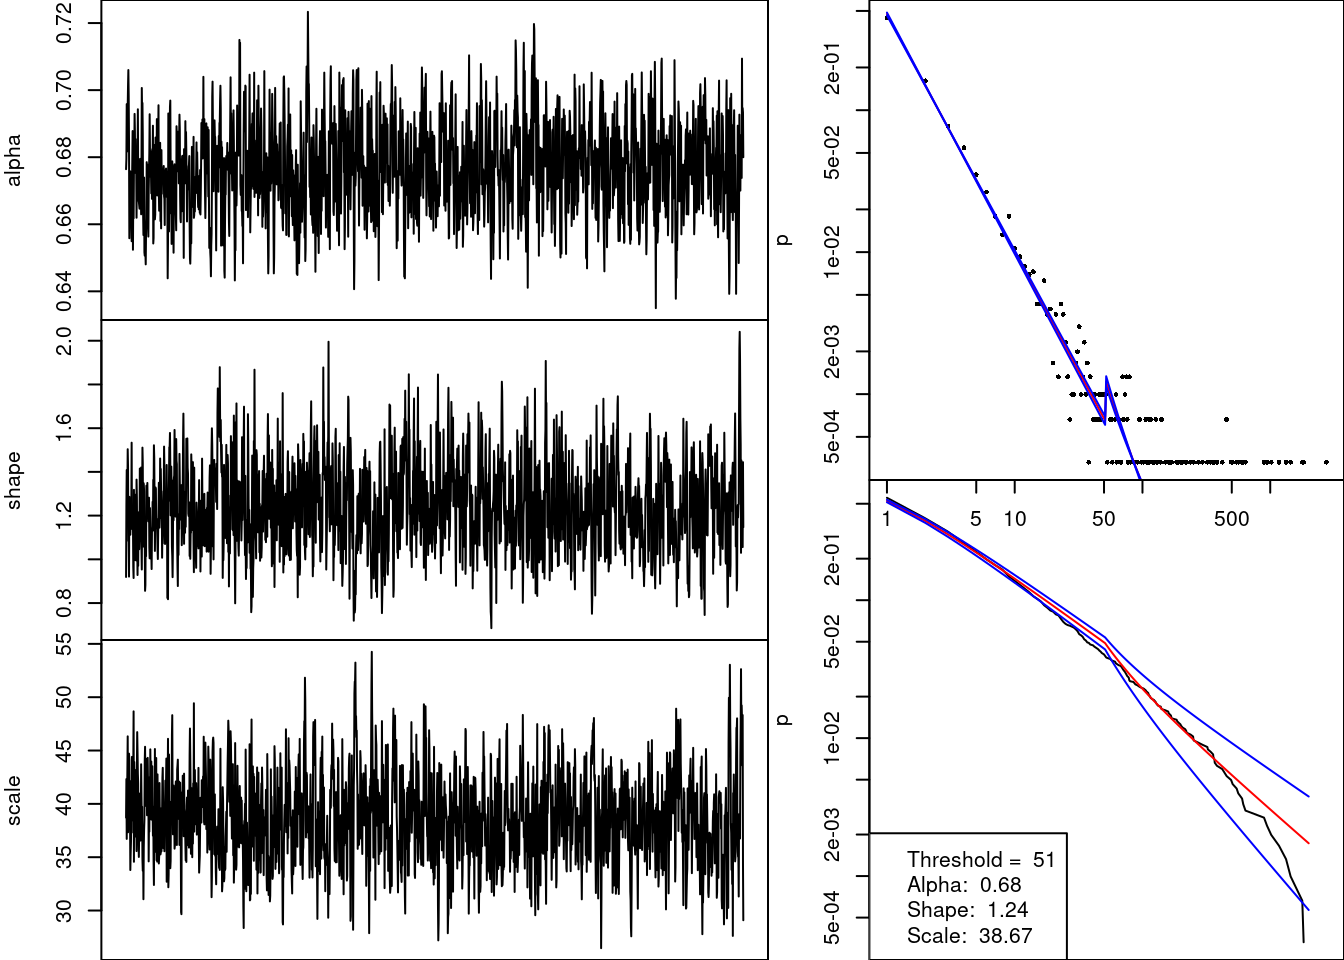 alpha
0.72
0.70
0.68
0.66
0.64
shape
2.0
1.6
1.2
0.8
scale
55
50
45
40
35
30
p
2e-01
5e-02
1e-02
2e-03
5e-04
1 5 10 50 500
p
2e-01
5e-02
1e-02
2e-03
5e-04
Threshold = 51
Alpha: 0.68
Shape: 1.24
Scale: 38.67